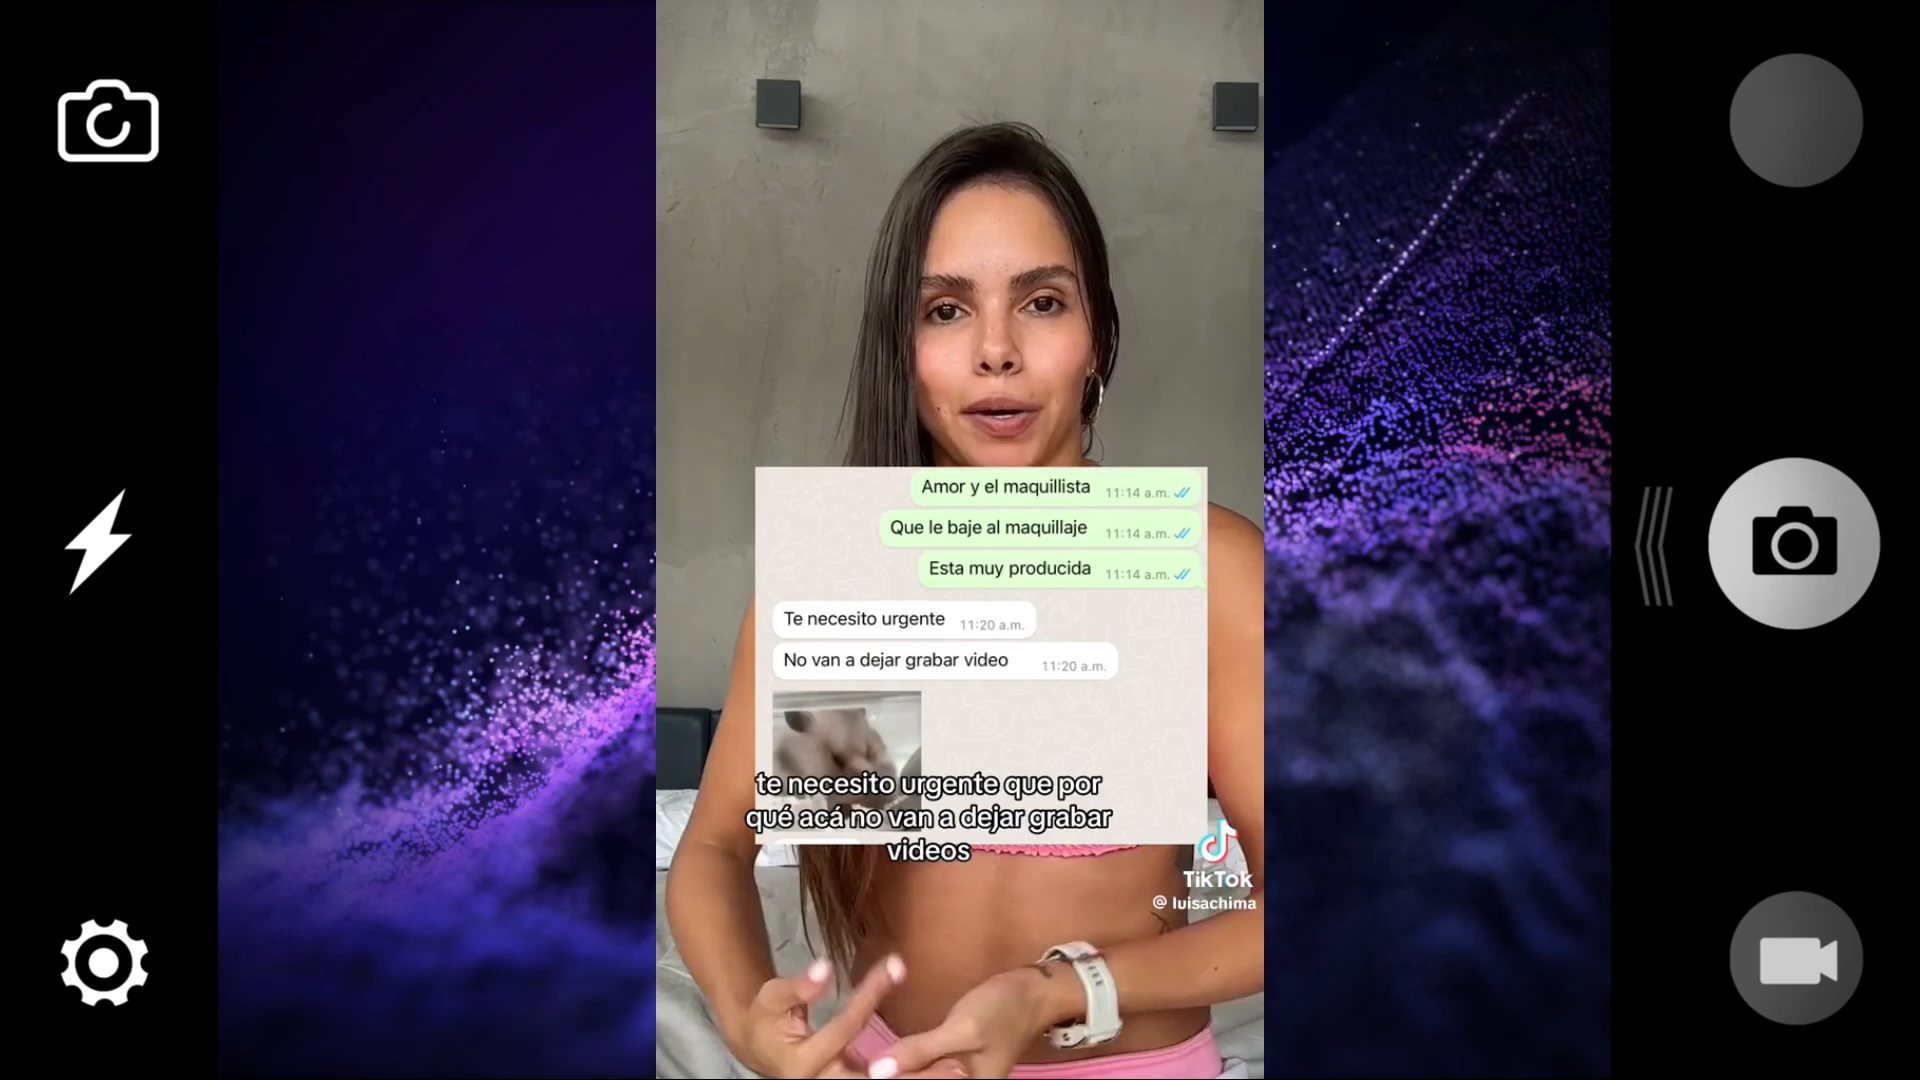 Amor y el maquillista 11:14 a.m.
Que le baje al maquillaje 11:14 a.m.
Esta muy producida 11:14 a.m.
Te necesito urgente 11:20 a.m.
No van a dejar grabar video 11:20 a.m.
te necesito urgente que por
qué acá no van a dejar grabar
videos
TikTok
@ luisachima